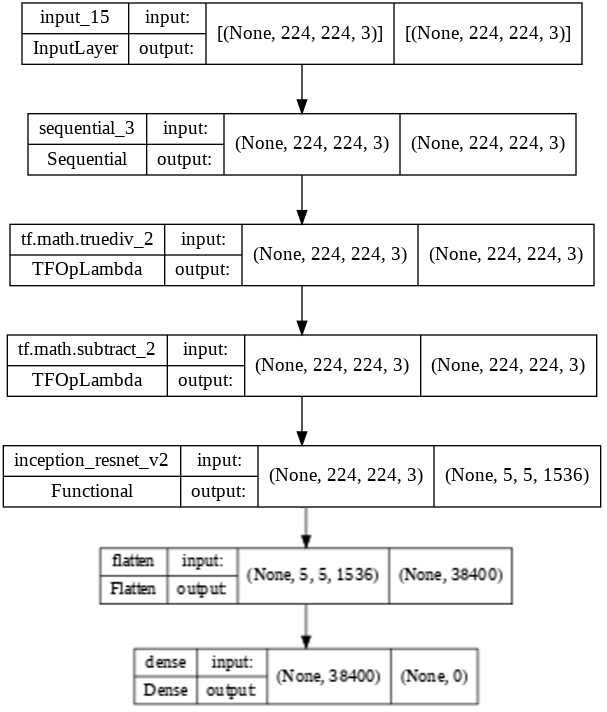 input_15 input: [(None, 224, 224, 3)] [(None, 224, 224, 3)]
InputLayer output:
sequential_3 input: (None, 224, 224, 3) (None, 224, 224, 3)
Sequential output:
tf.math.truediv_2 input: (None, 224, 224, 3) (None, 224, 224, 3)
TFOpLambda output:
tf.math.subtract_2 input: (None, 224, 224, 3) (None, 224, 224, 3)
TFOpLambda output:
inception_resnet_v2 input: (None, 224, 224, 3) (None, 5, 5, 1536)
Functional output:
flatten input: (None, 5, 5, 1536) (None, 38400)
Flatten output:
dense input: (None, 38400) (None, 0)
Dense output: